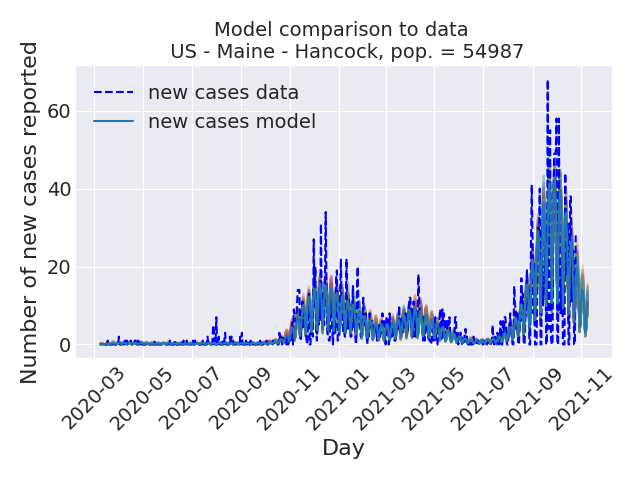 Model comparison to data
US - Maine - Hancock, pop. = 54987
Number of new cases reported
new cases data
new cases model
60
40
20
0
2020-03
2020-05
2020-07
2020-09
2020-11
2021-01
2021-03
2021-05
2021-07
2021-09
2021-11
Day